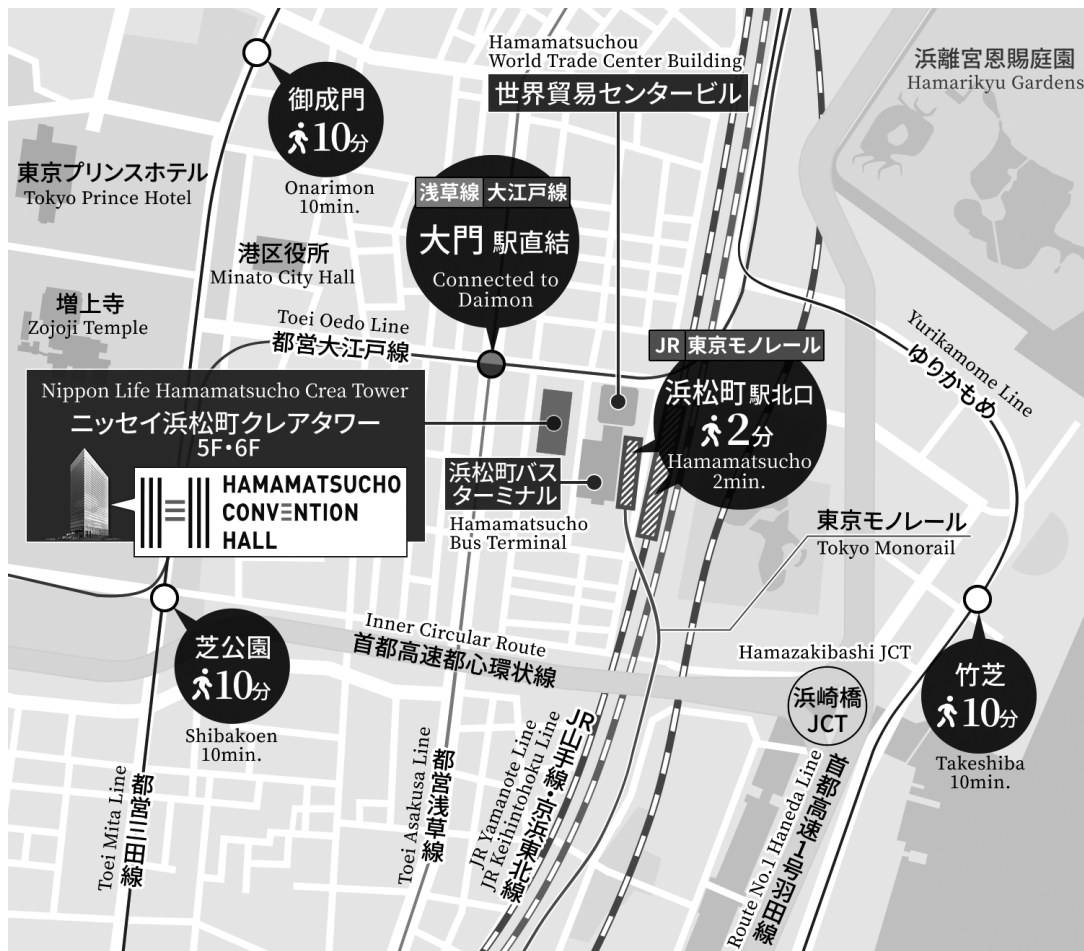 Hamamatsuchou
World Trade Center Building
世界貿易センタービル
浜離宮恩賜庭園
Hamarikyu Gardens
御成門
10分
Onarimon
10min.
東京プリンスホテル
Tokyo Prince Hotel
浅草線 大江戸線
大門 駅直結
Connected to
Daimon
港区役所
Minato City Hall
増上寺
Zojoji Temple
Toei Oedo Line
都営大江戸線
JR 東京モノレール
浜松町 駅北口
2分
Hamamatsucho
2min.
Yurikamome Line
ゆりかもめ
Nippon Life Hamamatsucho Crea Tower
ニッセイ浜松町クレアタワー
5F・6F
HAMAMATSUCHO
CONVENTION
HALL
浜松町バス
ターミナル
Hamamatsucho
Bus Terminal
東京モノレール
Tokyo Monorail
芝公園
10分
Shibakoen
10min.
Inner Circular Route
首都高速都心環状線
Hamazakibashi JCT
浜崎橋
JCT
竹芝
10分
Takeshiba
10min.
Toei Mita Line
都営三田線
Toei Asakusa Line
都営浅草線
JR Yamanote Line
JR Keihintohoku Line
JR山手線・京浜東北線
Route No.1 Haneda Line
首都高速1号羽田線